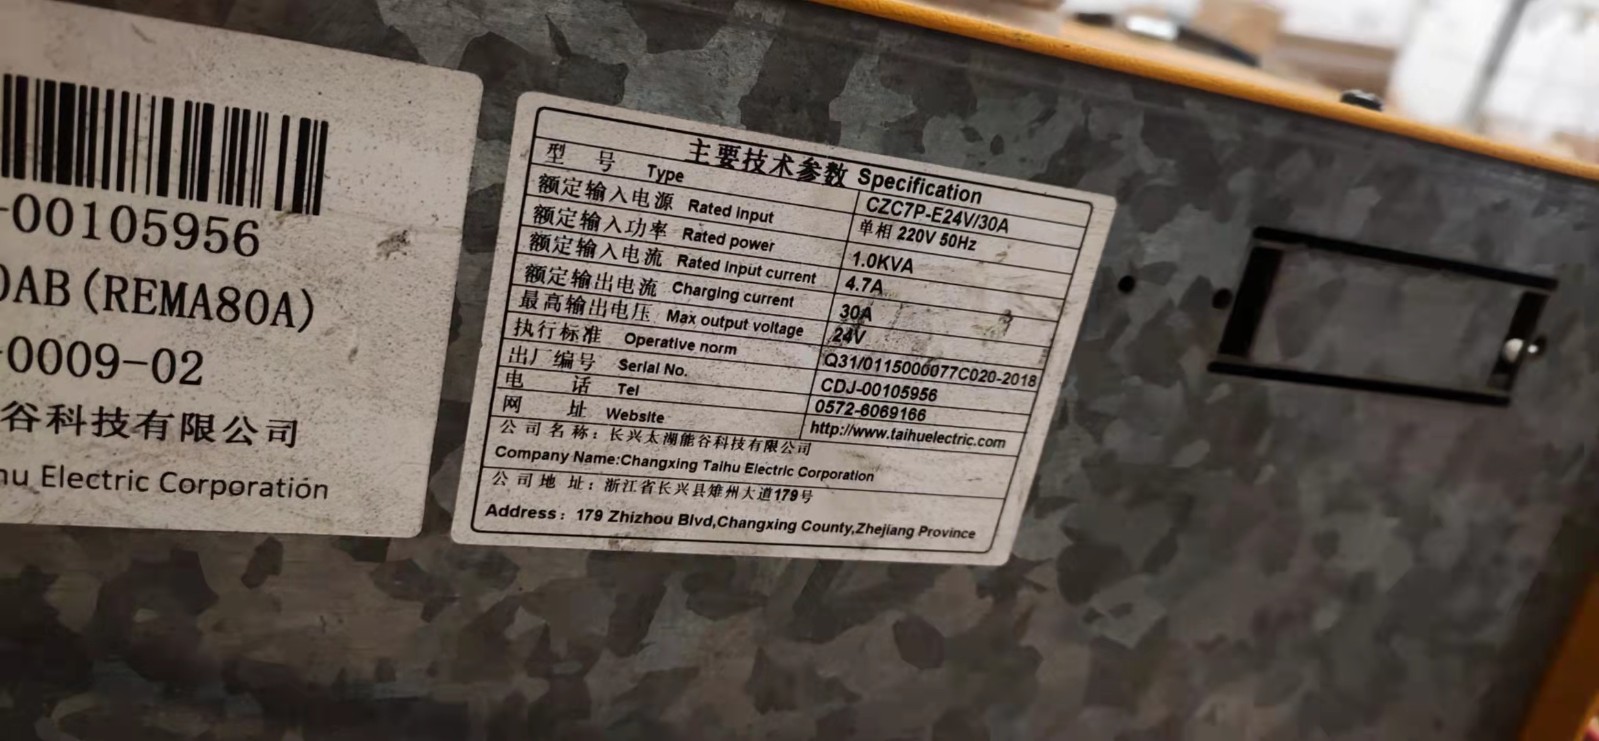 -00105956
0AB(REMA80A)
-0009-02
谷科技有限公司
hu Electric Corporation
主要技术参数 Specification
型 号 Type CZC7P-E24V/30A
额定输入电源 Rated input 单相 220V 50Hz
额定输入功率 Rated power 1.0KVA
额定输入电流 Rated input current 4.7A
额定输出电流 Charging current 30A
最高输出电压 Max output voltage 24V
执行标准 Operative norm Q31/0115000077C020-2018
出厂编号 Serial No. CDJ-00105956
电 话 Tel 0572-6069166
网 址 Website http://www.taihuelectric.com
公司名称：长兴太湖能谷科技有限公司
Company Name:Changxing Taihu Electric Corporation
公司地址：浙江省长兴县雉州大道179号
Address：179 Zhizhou Blvd,Changxing County,Zhejiang Province